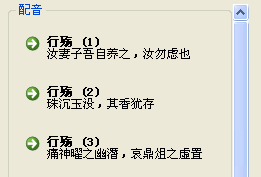 配音
行殇（1）
汝妻子吾自养之，汝勿虑也
行殇（2）
珠沉玉没，其香犹存
行殇（3）
痛神曜之幽潛，哀鼎俎之虚置